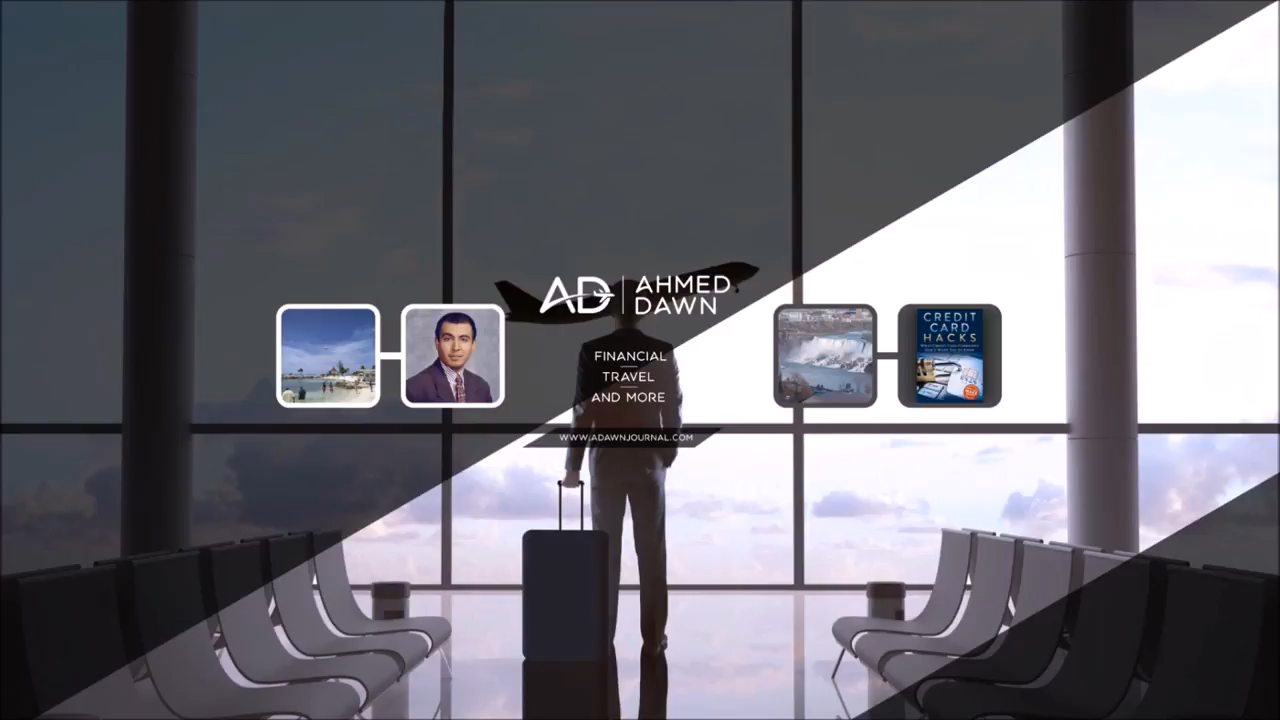 AD
AHMED
DAWN
FINANCIAL
TRAVEL
AND MORE
WWW.ADAWNJOURNAL.COM
CREDIT
CARD
HACKS